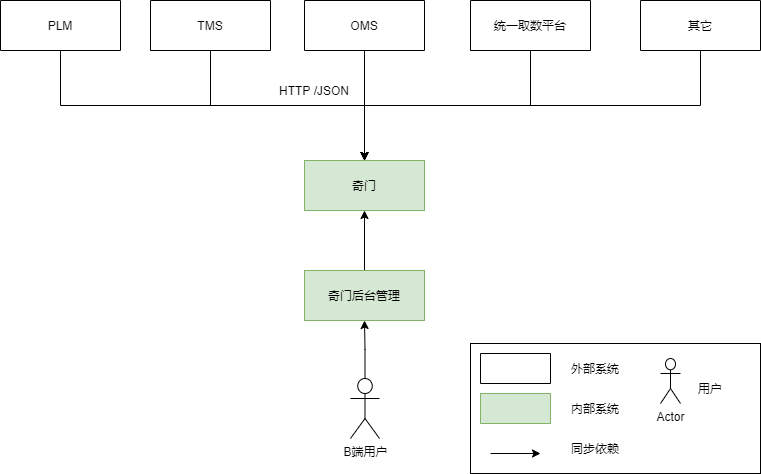 PLM
TMS
OMS
统一取数平台
其它
HTTP /JSON
奇门
奇门后台管理
B端用户
外部系统
内部系统
同步依赖
用户
Actor